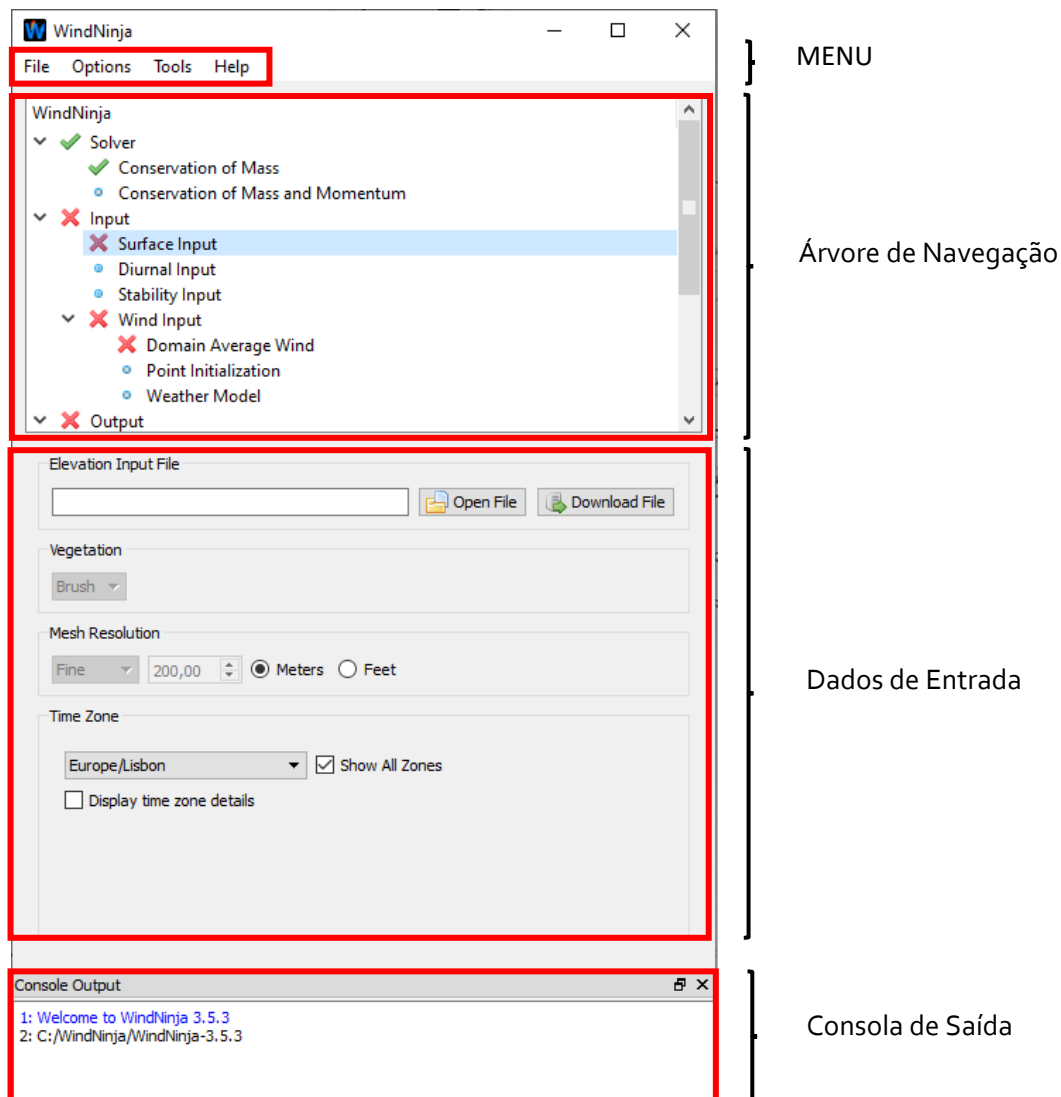 WindNinja
MENU
File Options Tools Help
WindNinja
Solver
Conservation of Mass
Conservation of Mass and Momentum
Input
Surface Input
Árvore de Navegação
Diurnal Input
Stability Input
Wind Input
Domain Average Wind
Point Initialization
Weather Model
Output
Elevation Input File
Open File Download File
Vegetation
Brush
Mesh Resolution
Fine 200,00 Meters Feet
Dados de Entrada
Time Zone
Europe/Lisbon Show All Zones
Display time zone details
Console Output
1: Welcome to WindNinja 3.5.3
Consola de Saída
2: C:/WindNinja/WindNinja-3.5.3